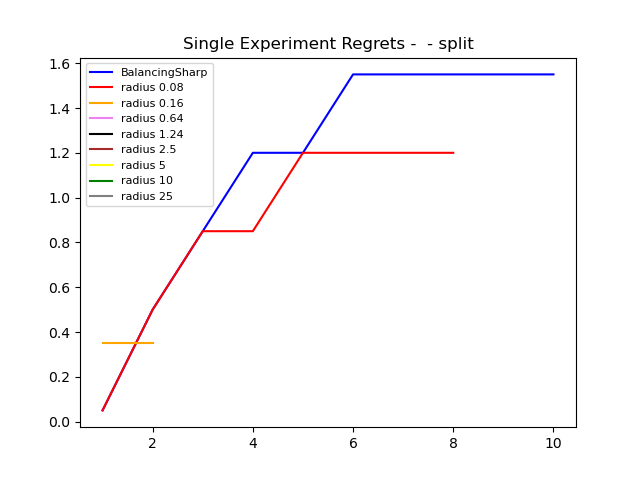 Single Experiment Regrets -  - split
BalancingSharp
radius 0.08
radius 0.16
radius 0.64
radius 1.24
radius 2.5
radius 5
radius 10
radius 25
1.6
1.4
1.2
1.0
0.8
0.6
0.4
0.2
0.0
2 4 6 8 10